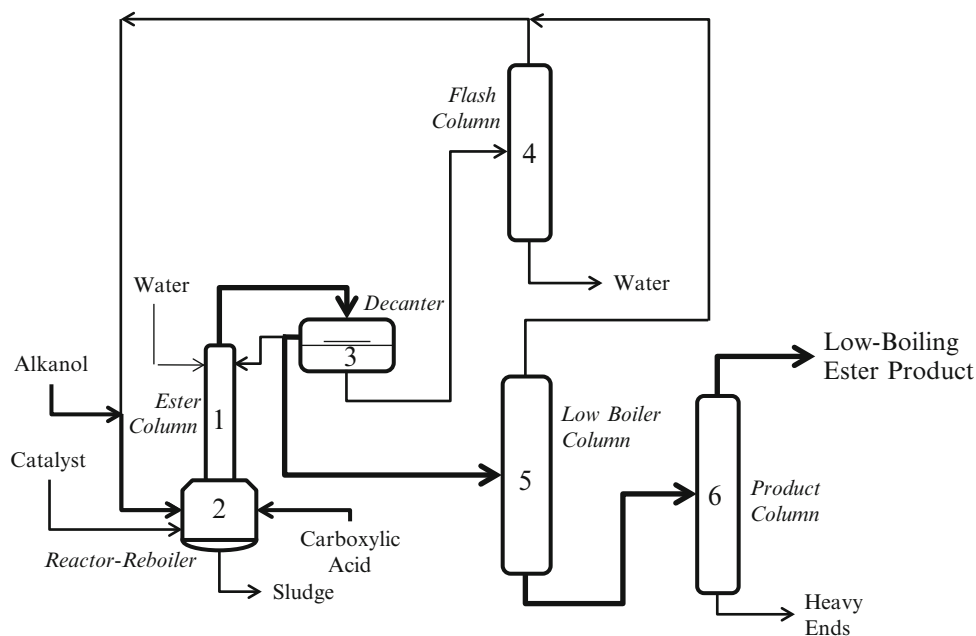 Flash
Column
4
Water
Water
Decanter
3
Alkanol
Ester
Column
1
Low-Boiling
Ester Product
Low Boiler
Column
5
Catalyst
2
6
Product
Column
Reactor-Reboiler
Carboxylic
Acid
Sludge
Heavy
Ends